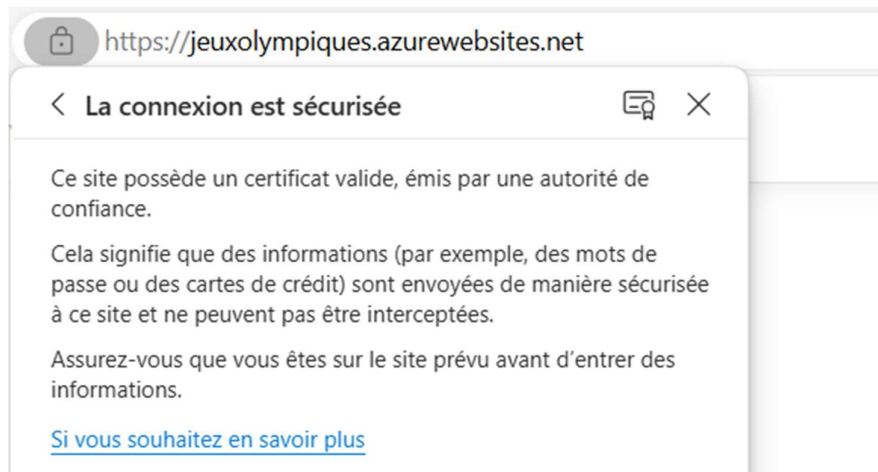 https://jeuxolympiques.azurewebsites.net
La connexion est sécurisée
Ce site possède un certificat valide, émis par une autorité de
confiance.
Cela signifie que des informations (par exemple, des mots de
passe ou des cartes de crédit) sont envoyées de manière sécurisée
à ce site et ne peuvent pas être interceptées.
Assurez-vous que vous êtes sur le site prévu avant d’entrer des
informations.
Si vous souhaitez en savoir plus